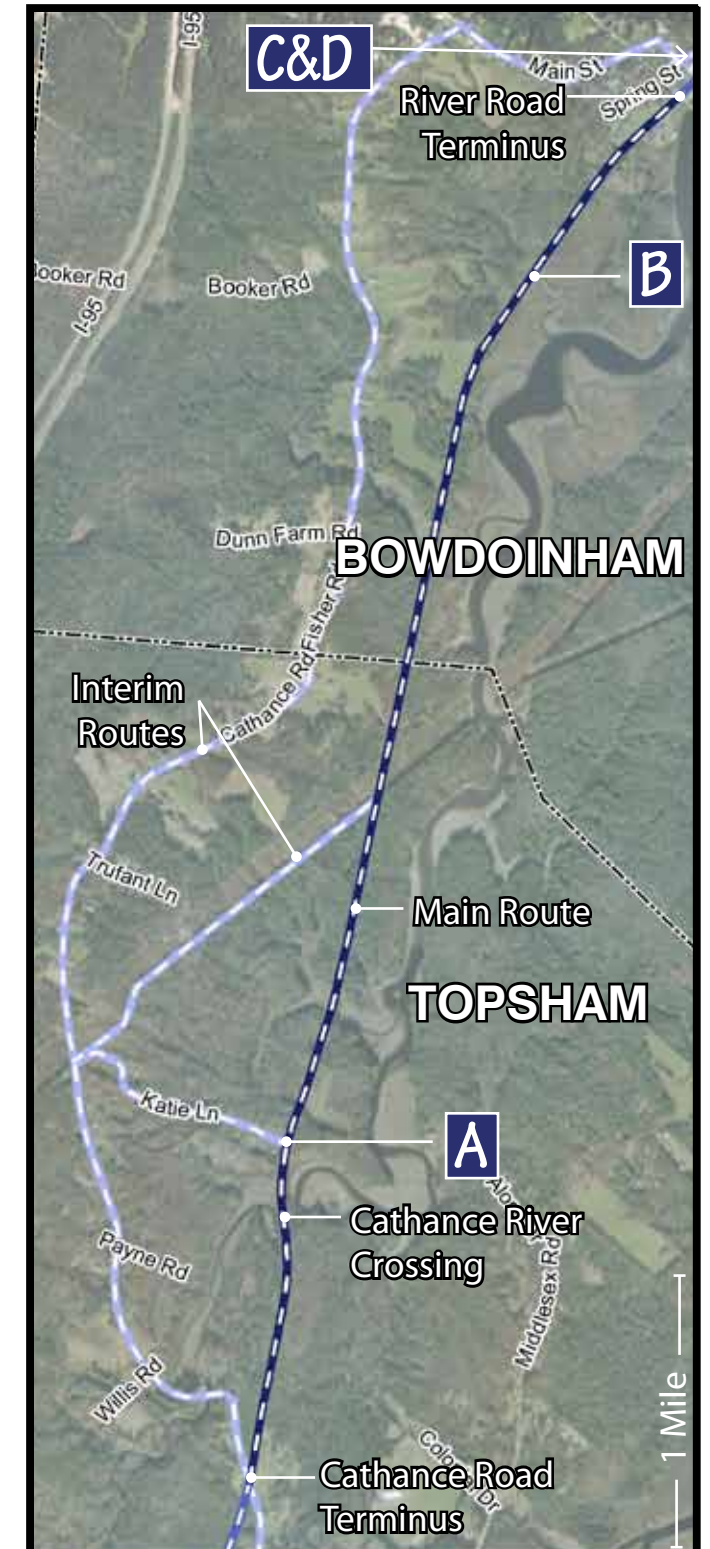 I-95
C&D
Main St
River Road
Terminus
Spring St
B
Booker Rd
Booker Rd
I-95
Dunn Farm Rd
BOWDOINHAM
Fisher Rd
Interim
Routes
Cathance Rd
Trufant Ln
Main Route
TOPSHAM
Katie Ln
A
Cathance River
Crossing
Payne Rd
Middlesex Rd
1 Mile
Willis Rd
Cathance Road
Terminus